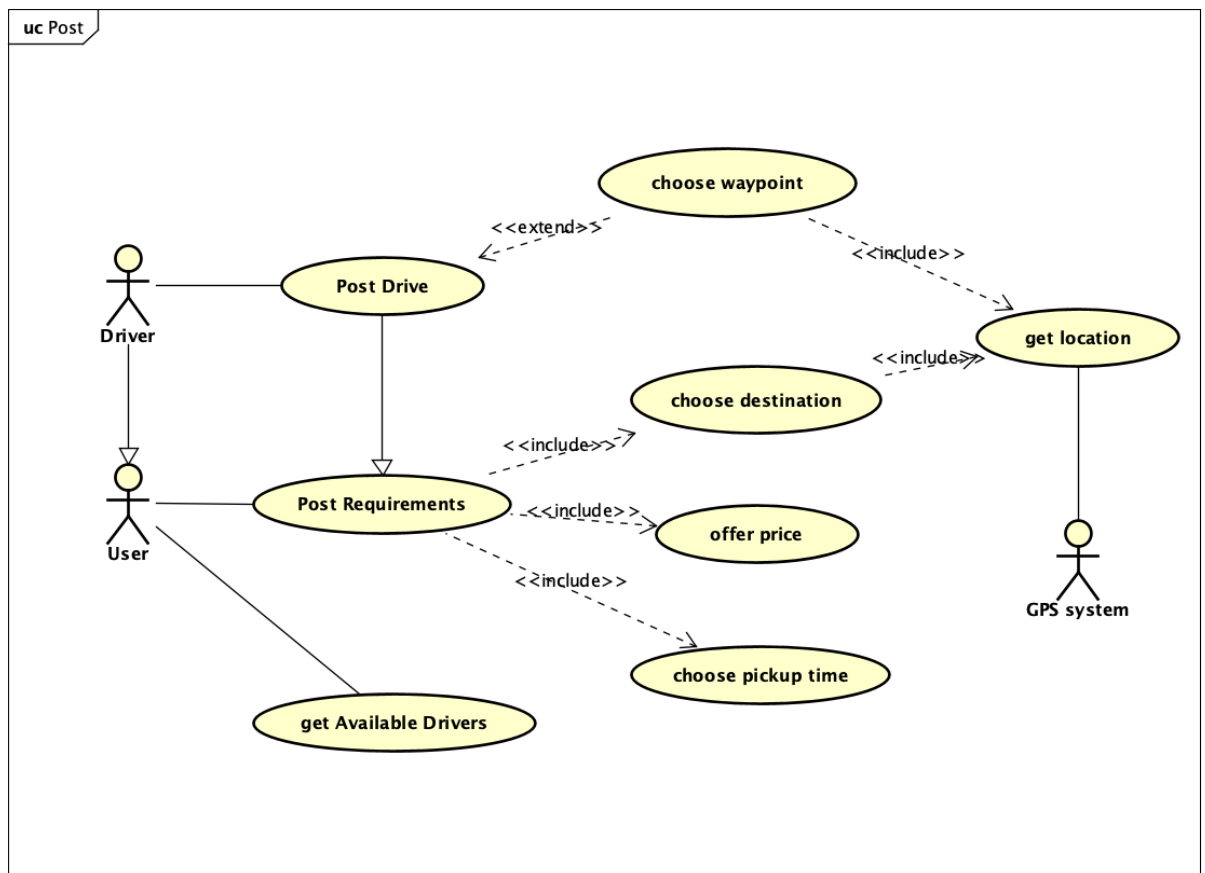 uc Post
choose waypoint
<<extend>>
<<include>>
Post Drive
Driver
get location
<<include>>
choose destination
<<include>>
Post Requirements
<<include>>
offer price
User
<<include>>
GPS system
choose pickup time
get Available Drivers